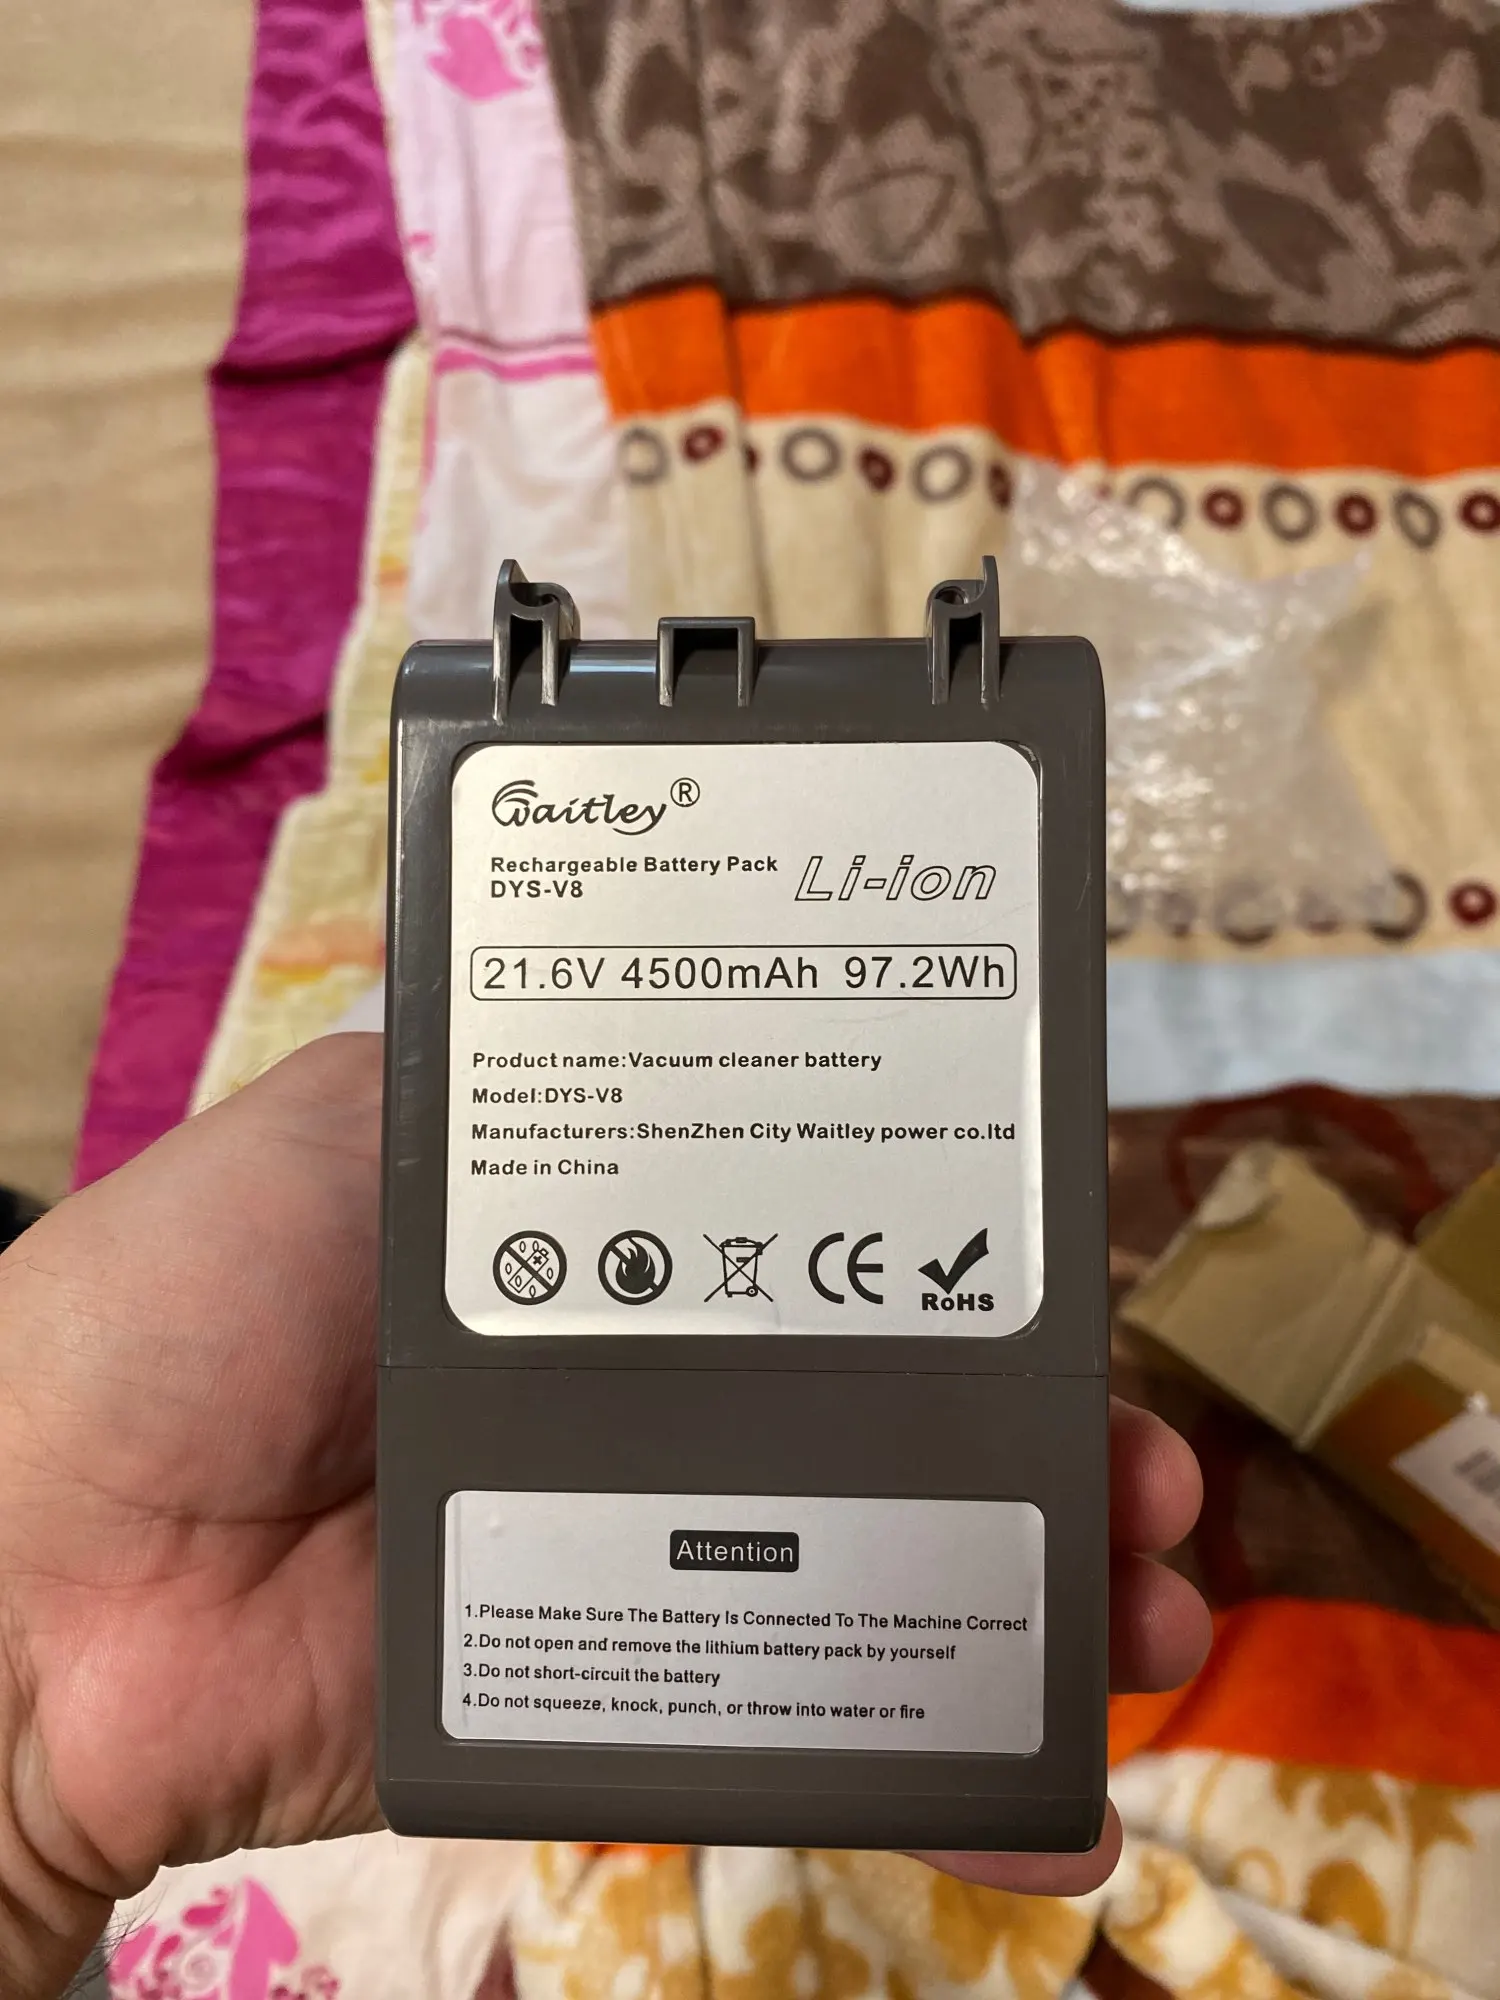 Waitley®
Rechargeable Battery Pack
DYS-V8
Li-ion
21.6V 4500mAh 97.2Wh
Product name:Vacuum cleaner battery
Model:DYS-V8
Manufacturers:ShenZhen City Waitley power co.ltd
Made in China
CE
RoHS
Attention
1.Please Make Sure The Battery Is Connected To The Machine Correct
2.Do not open and remove the lithium battery pack by yourself
3.Do not short-circuit the battery
4.Do not squeeze, knock, punch, or throw into water or fire